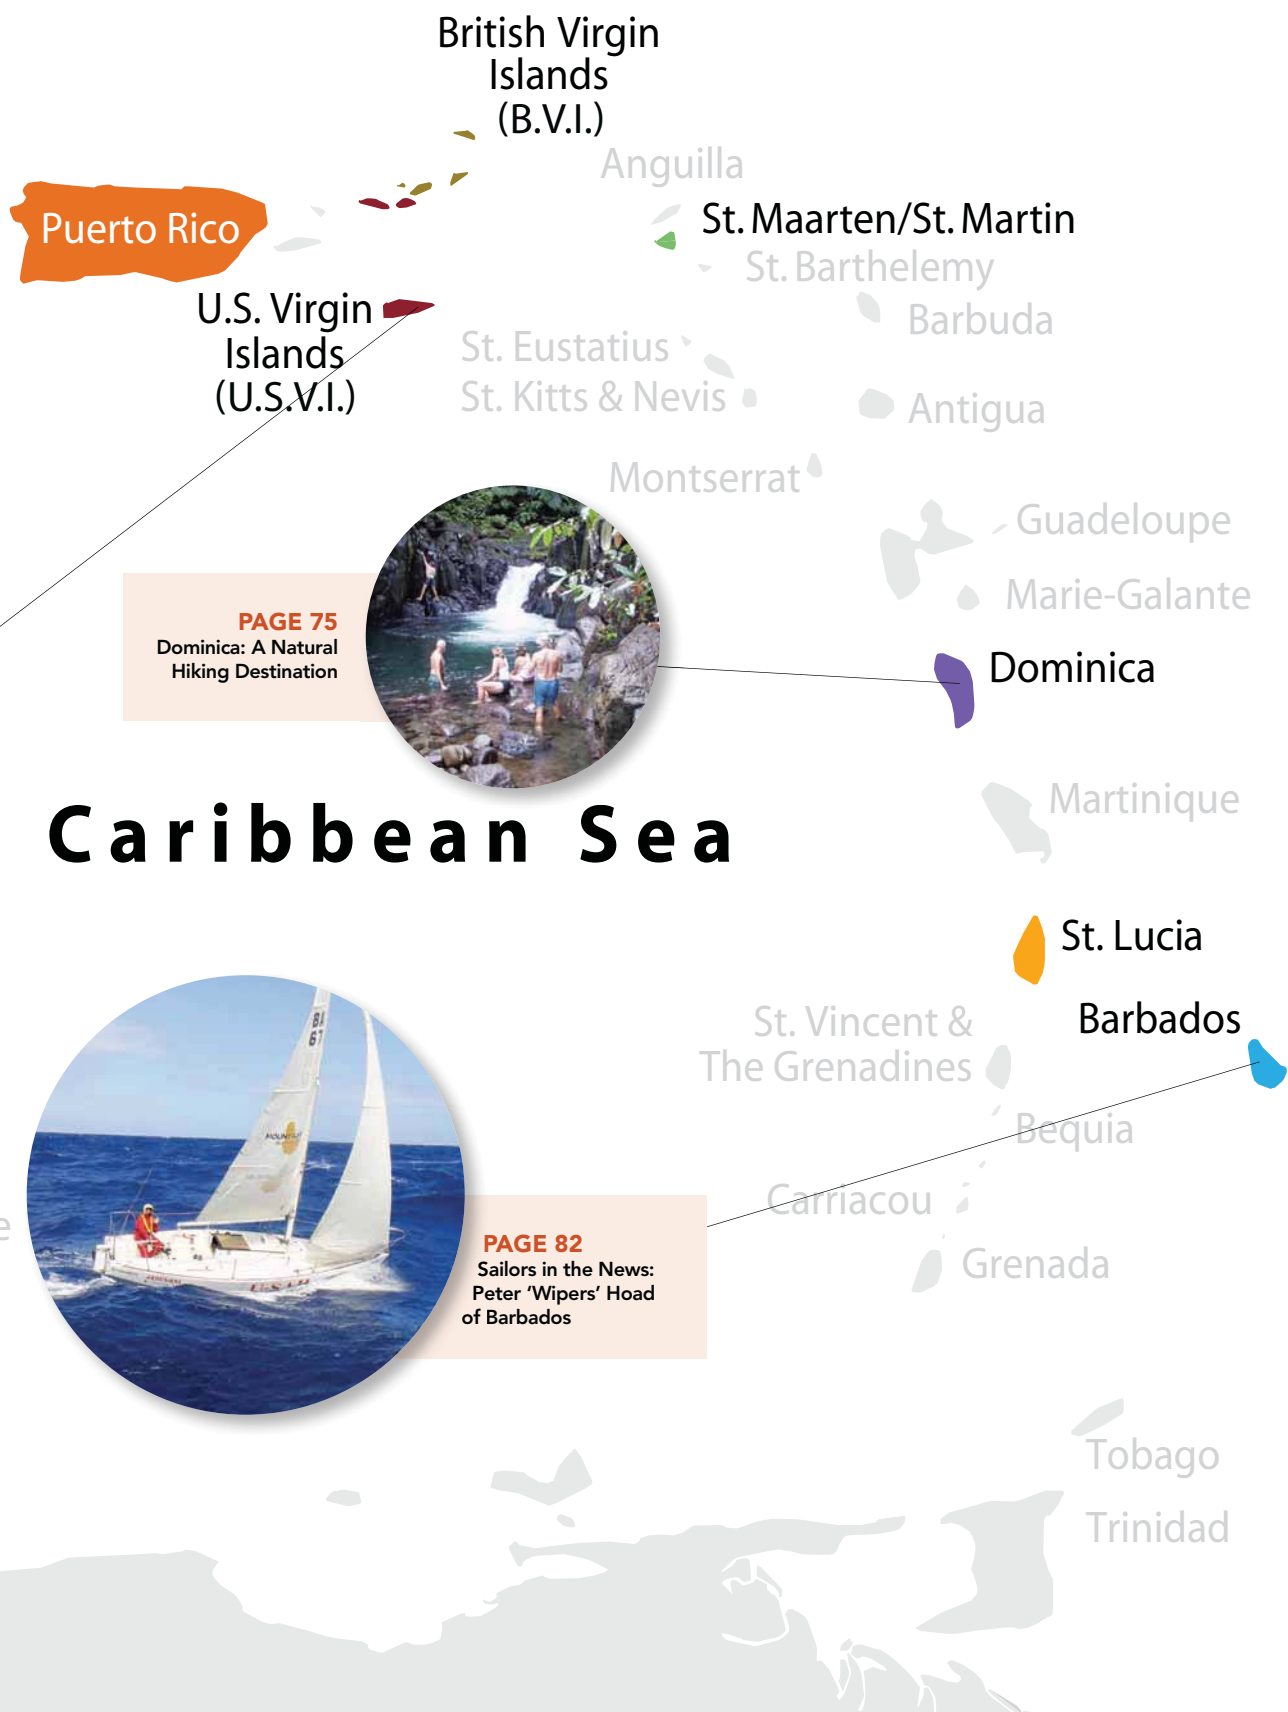 British Virgin
Islands
(B.V.I.)
Anguilla
Puerto Rico
St. Maarten/St. Martin
St. Barthelemy
U.S. Virgin
Islands
(U.S.V.I.)
Barbuda
St. Eustatius
St. Kitts & Nevis
Antigua
Montserrat
Guadeloupe
Marie-Galante
PAGE 75
Dominica: A Natural
Hiking Destination
Dominica
Martinique
Caribbean Sea
St. Lucia
Barbados
St. Vincent &
The Grenadines
Bequia
Carriacou
Grenada
PAGE 82
Sailors in the News:
Peter ‘Wipers’ Hoad
of Barbados
Tobago
Trinidad